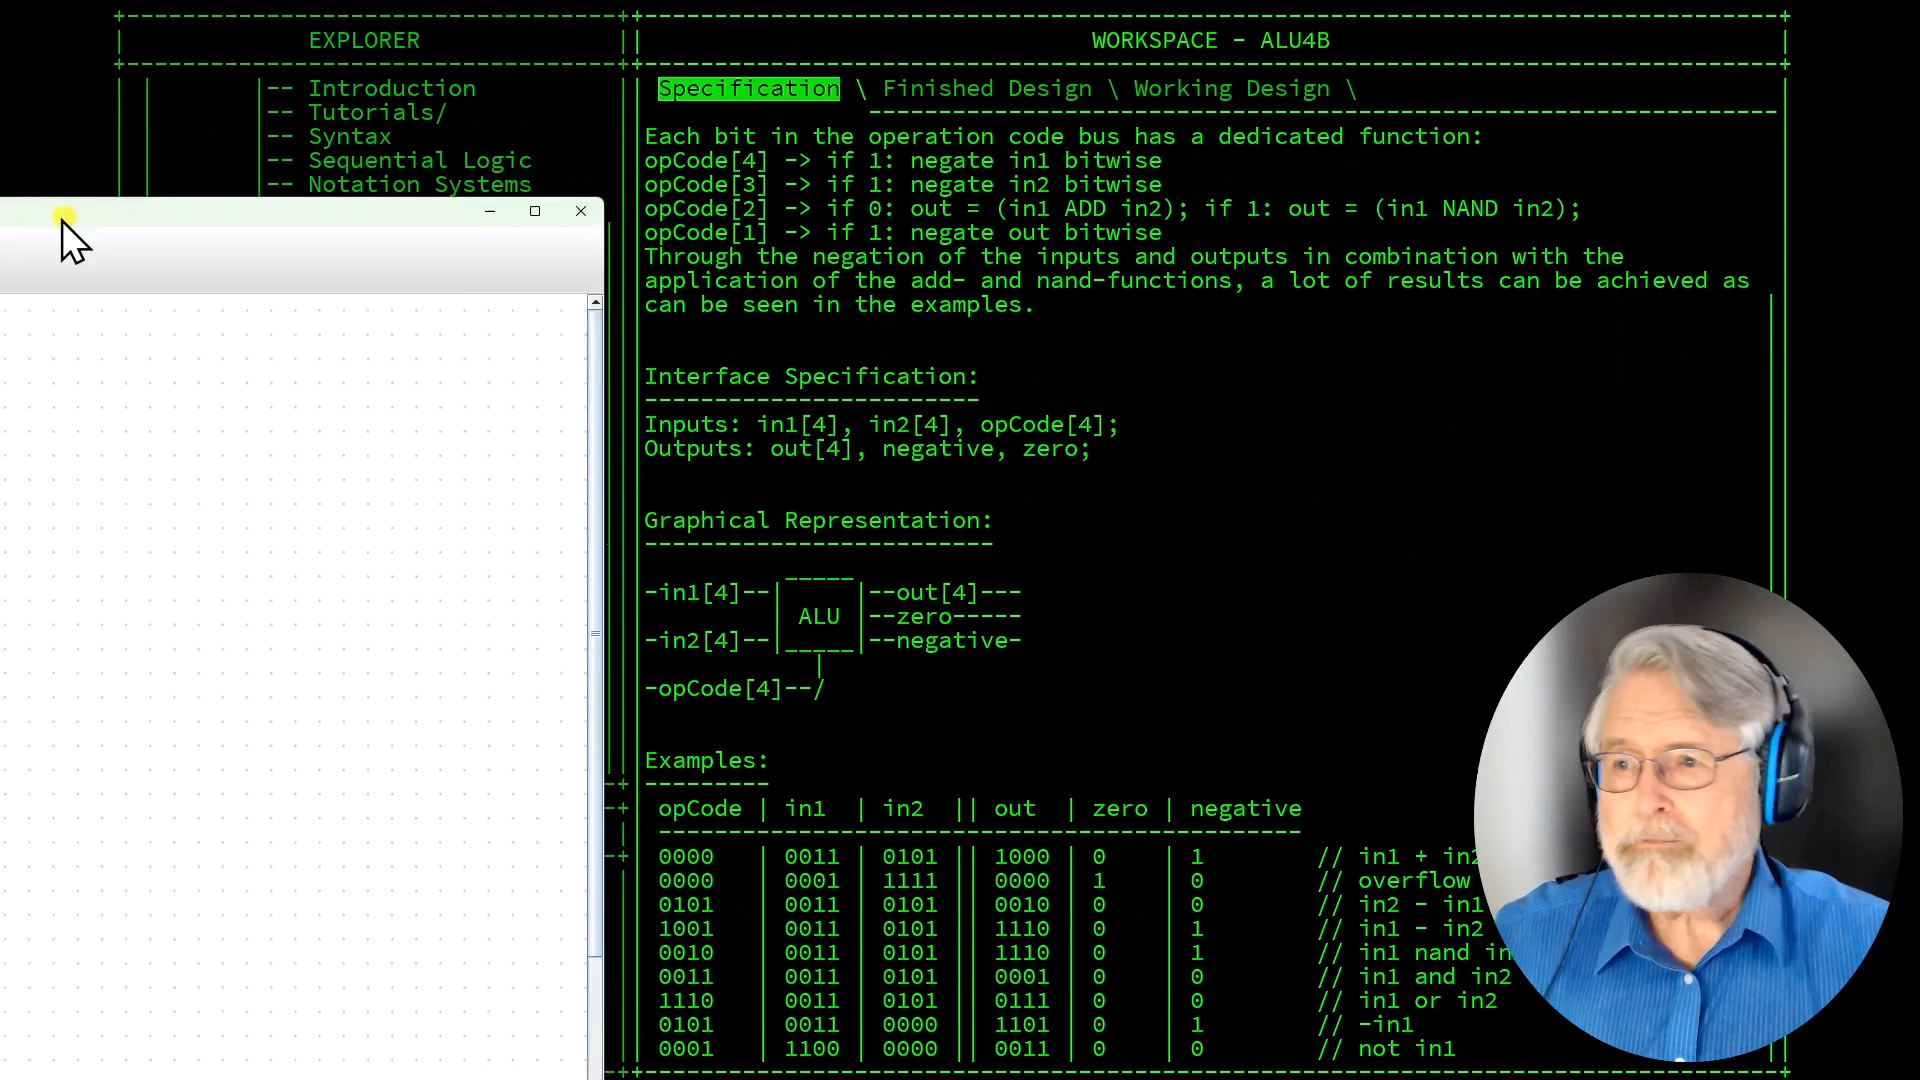 EXPLORER
-- Introduction
-- Tutorials/
-- Syntax
-- Sequential Logic
-- Notation Systems
WORKSPACE - ALU4B
Specification \ Finished Design \ Working Design \
Each bit in the operation code bus has a dedicated function:
opCode[4] -> if 1: negate in1 bitwise
opCode[3] -> if 1: negate in2 bitwise
opCode[2] -> if 0: out = (in1 ADD in2); if 1: out = (in1 NAND in2);
opCode[1] -> if 1: negate out bitwise
Through the negation of the inputs and outputs in combination with the
application of the add- and nand-functions, a lot of results can be achieved as
can be seen in the examples.
Interface Specification:
-----------------------
Inputs: in1[4], in2[4], opCode[4];
Outputs: out[4], negative, zero;
Graphical Representation:
-------------------------
-in1[4]--| |--out[4]---
| ALU |--zero-----
-in2[4]--|_____|--negative-
|
-opCode[4]--/
Examples:
---------
opCode | in1 | in2 || out | zero | negative
0000 | 0011 | 0101 || 1000 | 0 | 1 // in1 + in2
0000 | 0001 | 1111 || 0000 | 1 | 0 // overflow
0101 | 0011 | 0101 || 0010 | 0 | 0 // in2 - in1
1001 | 0011 | 0101 || 1110 | 0 | 1 // in1 - in2
0010 | 0011 | 0101 || 1110 | 0 | 1 // in1 nand in
0011 | 0011 | 0101 || 0001 | 0 | 0 // in1 and in2
1110 | 0011 | 0101 || 0111 | 0 | 0 // in1 or in2
0101 | 0011 | 0000 || 1101 | 0 | 1 // -in1
0001 | 1100 | 0000 || 0011 | 0 | 0 // not in1